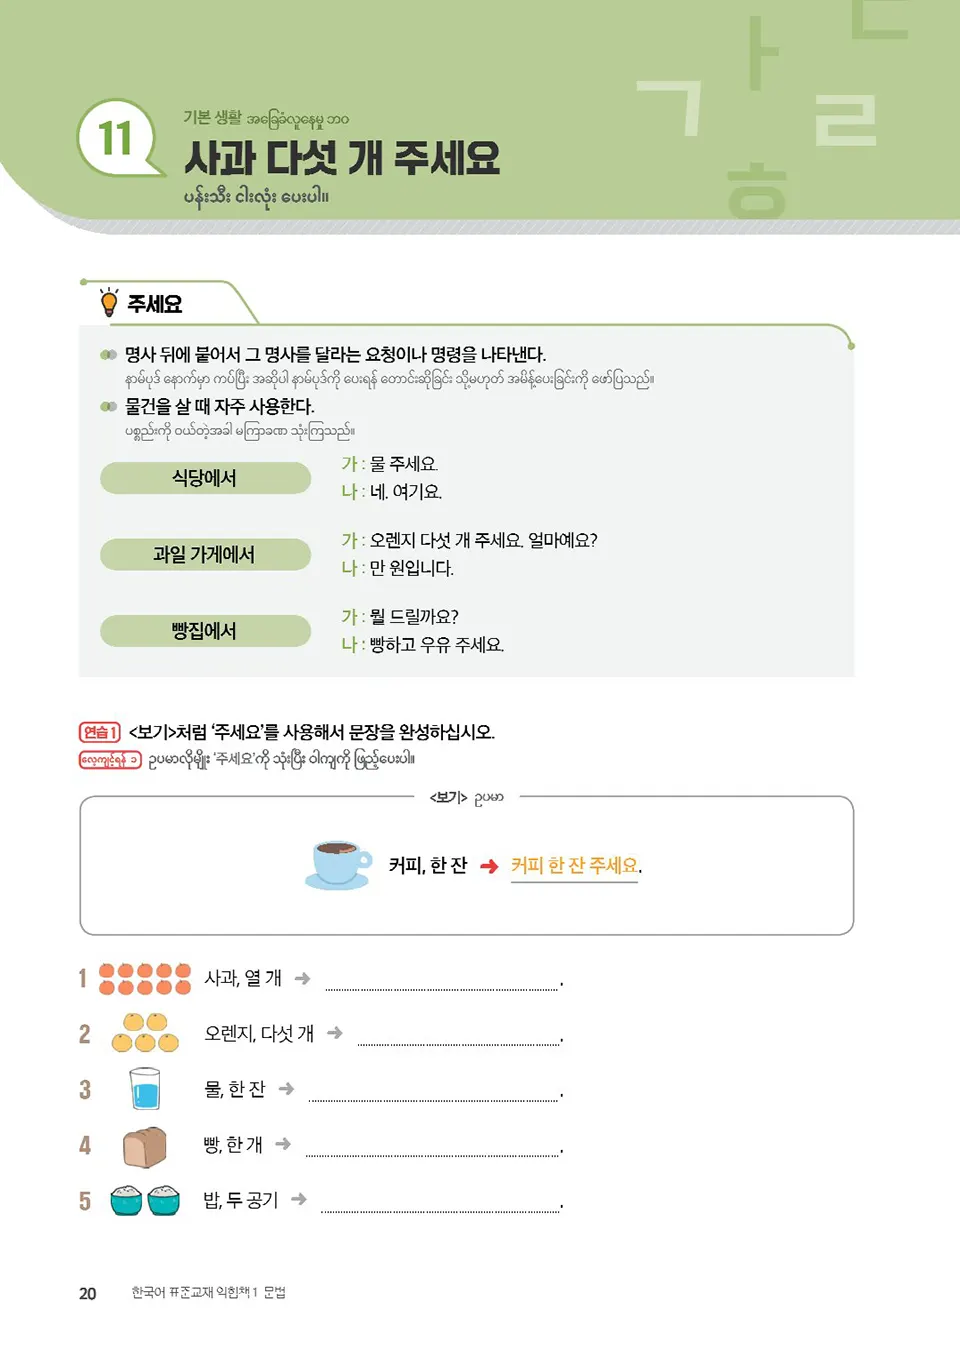 11
기본 생활 အခြေခံလူနေမှု ဘဝ
사과 다섯 개 주세요
ပန်းသီး ငါးလုံး ပေးပါ။
주세요
명사 뒤에 붙어서 그 명사를 달라는 요청이나 명령을 나타낸다.
နာမ်ပုဒ် နောက်မှာ ကပ်ပြီး အဆိုပါ နာမ်ပုဒ်ကို ပေးရန် တောင်းဆိုခြင်း သို့မဟုတ် အမိန့်ပေးခြင်းကို ဖော်ပြသည်။
물건을 살 때 자주 사용한다.
ပစ္စည်းကို ဝယ်တဲ့အခါ မကြာခဏ သုံးကြသည်။
식당에서
가 : 물 주세요.
나 : 네. 여기요.
과일 가게에서
가 : 오렌지 다섯 개 주세요. 얼마예요?
나 : 만 원입니다.
빵집에서
가 : 뭘 드릴까요?
나 : 빵하고 우유 주세요.
연습 1 <보기>처럼 ‘주세요’를 사용해서 문장을 완성하십시오.
လေ့ကျင့်ရန် ၁ ဥပမာလိုမျိုး ‘주세요’ကို သုံးပြီး ဝါကျကို ဖြည့်ပေးပါ။
<보기> ဥပမာ
커피, 한 잔 ➜ 커피 한 잔 주세요.
1 사과, 열 개 ➜ .
2 오렌지, 다섯 개 ➜ .
3 물, 한 잔 ➜ .
4 빵, 한 개 ➜ .
5 밥, 두 공기 ➜ .
20 한국어 표준교재 익힘책 1 문법
ㄱ ㅏ ㄴ ㄹ ㅎ